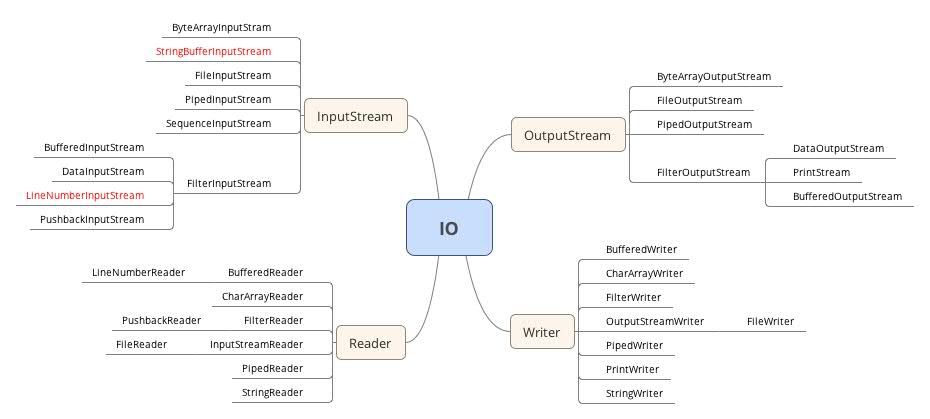 ByteArrayInputStram
StringBufferInputStream
FileInputStream
PipedInputStream
SequenceInputStream
FilterInputStream
BufferedInputStream
DataInputStream
LineNumberInputStream
PushbackInputStream
InputStream
OutputStream
ByteArrayOutputStream
FileOutputStream
PipedOutputStream
FilterOutputStream
DataOutputStream
PrintStream
BufferedOutputStream
IO
LineNumberReader
BufferedReader
CharArrayReader
PushbackReader
FilterReader
FileReader
InputStreamReader
PipedReader
StringReader
Reader
Writer
BufferedWriter
CharArrayWriter
FilterWriter
OutputStreamWriter
FileWriter
PipedWriter
PrintWriter
StringWriter